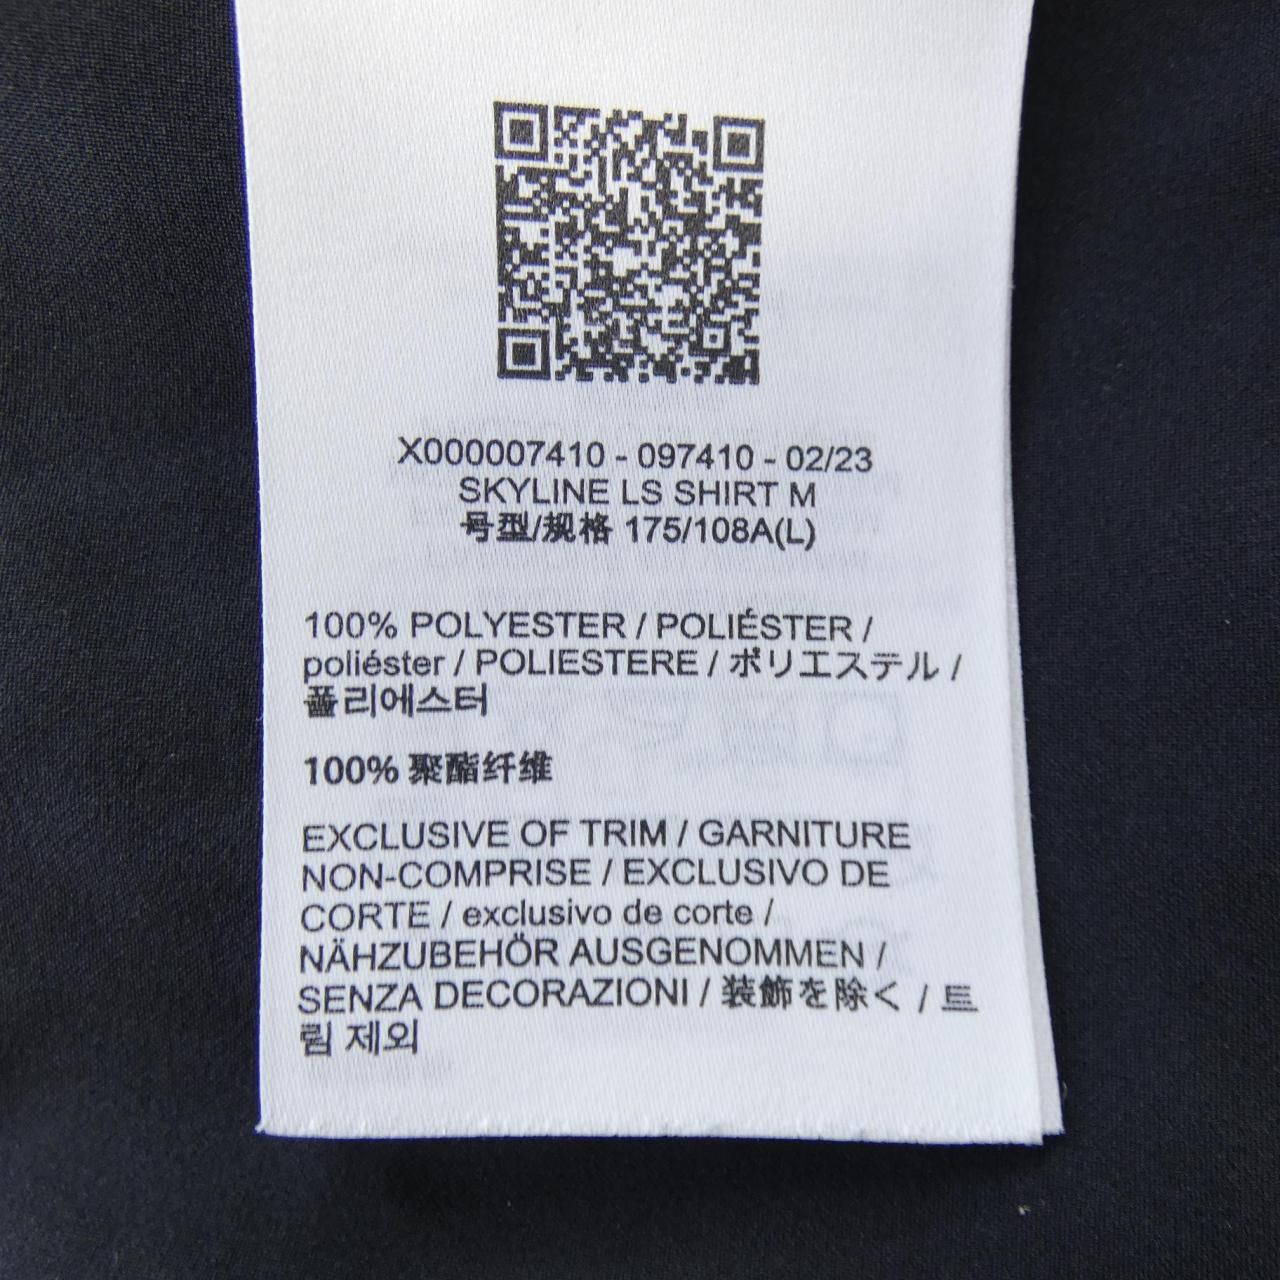 X000007410 - 097410 - 02/23
SKYLINE LS SHIRT M
号型/规格 175/108A(L)
100% POLYESTER / POLIÉSTER /
poliéster / POLIESTERE / ポリエステル /
폴리에스터
100% 聚酯纤维
EXCLUSIVE OF TRIM / GARNITURE
NON-COMPRISE / EXCLUSIVO DE
CORTE / exclusivo de corte /
NÄHZUBEHÖR AUSGENOMMEN /
SENZA DECORAZIONI / 装飾を除く / 트
림 제외